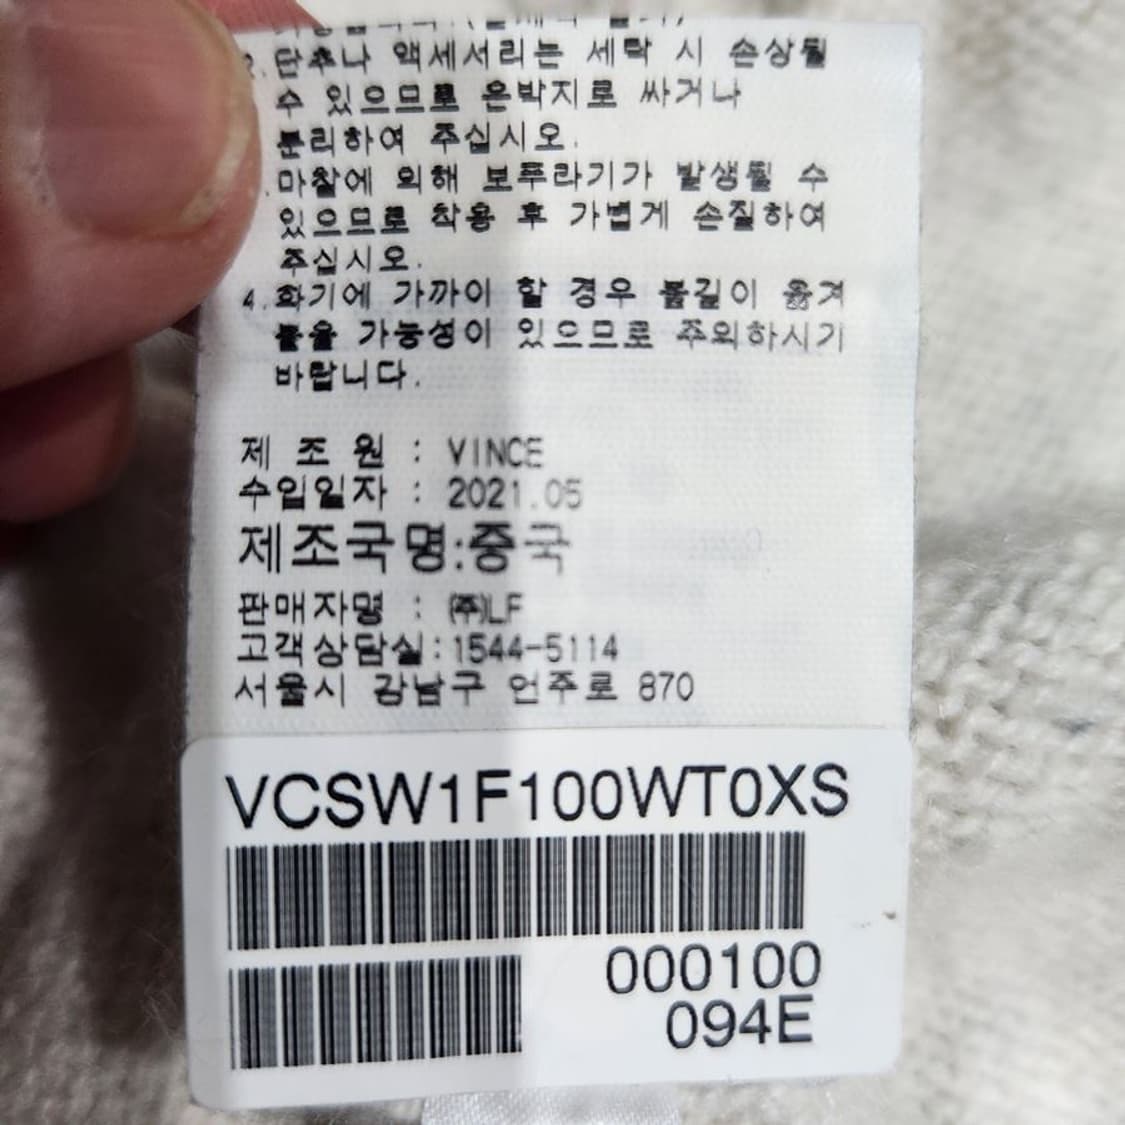 2.단추나 액세서리는 세탁 시 손상될
수 있으므로 은박지로 싸거나
분리하여 주십시오.
.마찰에 의해 보푸라기가 발생될 수
있으므로 착용 후 가볍게 손질하여
주십시오.
4.화기에 가까이 할 경우 불길이 옮겨
붙을 가능성이 있으므로 주의하시기
바랍니다.
제 조 원 : VINCE
수입일자 : 2021.05
제조국명:중국
판매자명 : ㈜LF
고객상담실:1544-5114
서울시 강남구 언주로 870
VCSW1F100WT0XS
000100
094E